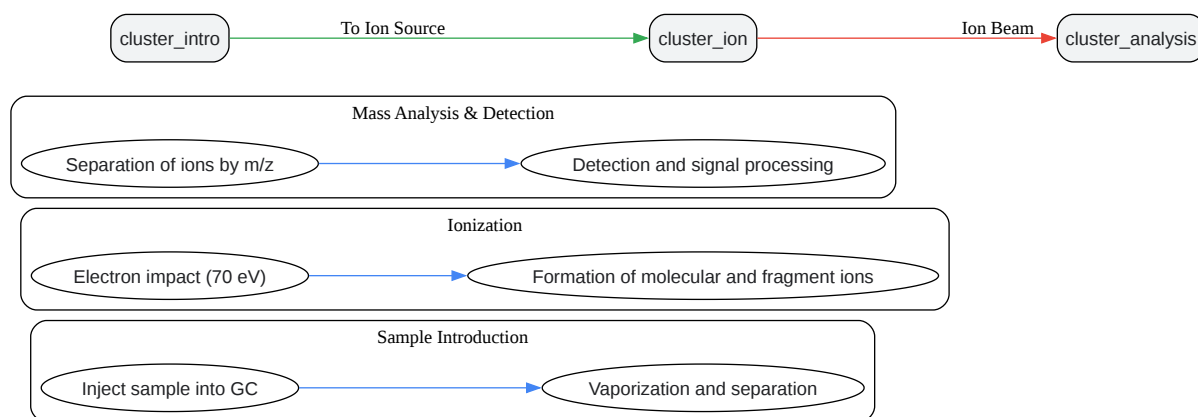 cluster_intro
To Ion Source
cluster_ion
Ion Beam
cluster_analysis
Mass Analysis & Detection
Separation of ions by m/z
Detection and signal processing
Ionization
Electron impact (70 eV)
Formation of molecular and fragment ions
Sample Introduction
Inject sample into GC
Vaporization and separation